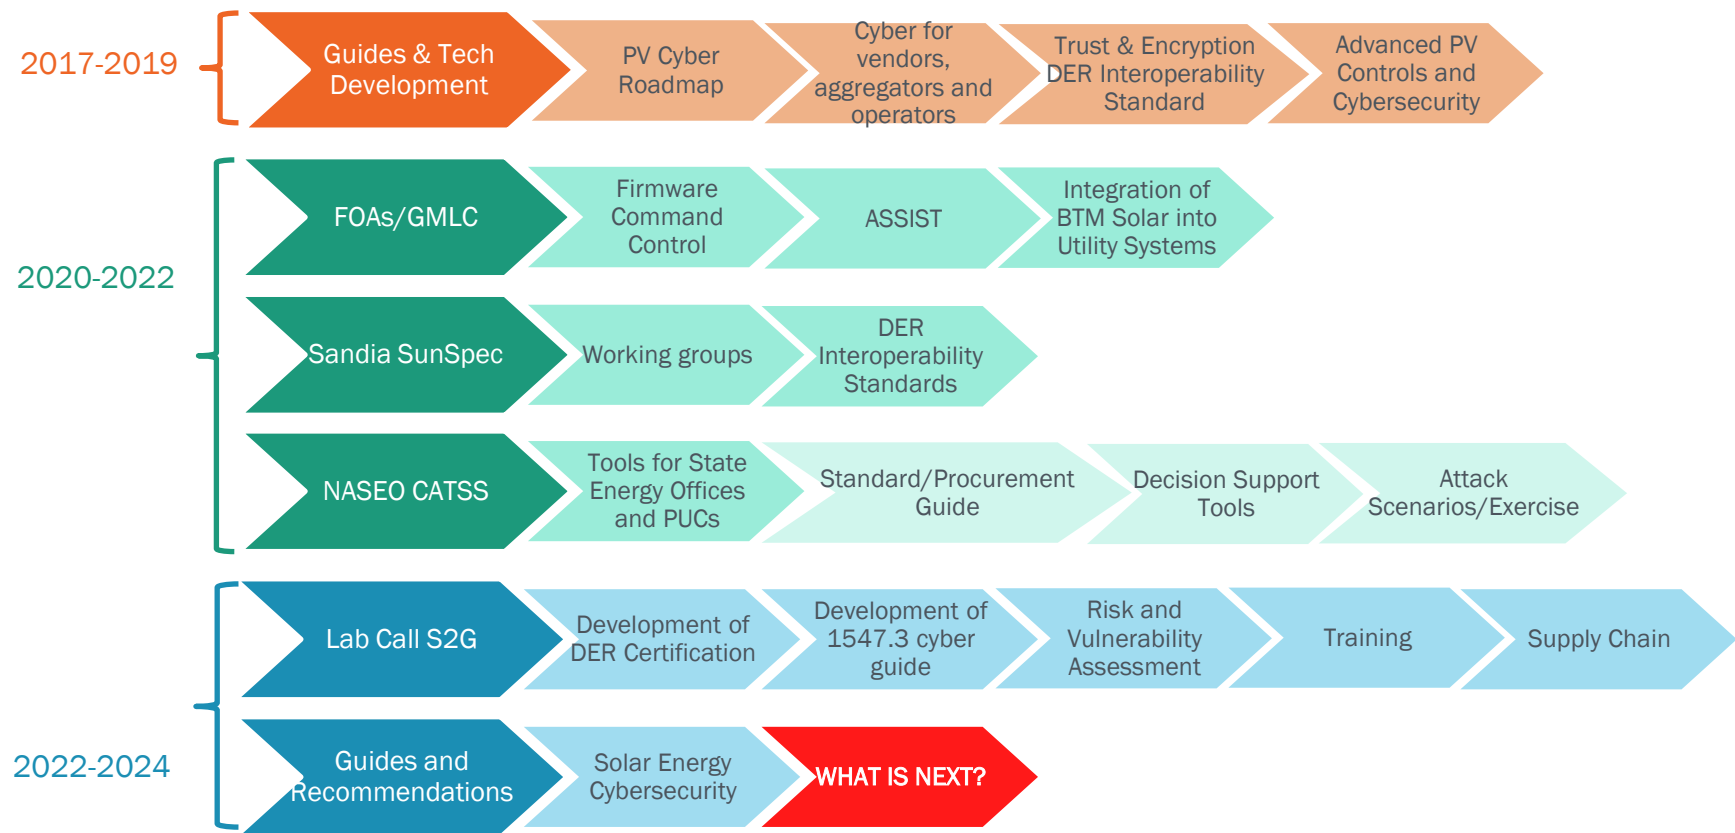 2017-2019
Guides & Tech
Development
PV Cyber
Roadmap
Cyber for
vendors,
aggregators and
operators
Trust & Encryption
DER Interoperability
Standard
Advanced PV
Controls and
Cybersecurity
2020-2022
FOAs/GMLC
Firmware
Command
Control
ASSIST
Integration of
BTM Solar into
Utility Systems
Sandia SunSpec
Working groups
DER
Interoperability
Standards
NASEO CATSS
Tools for State
Energy Offices
and PUCs
Standard/Procurement
Guide
Decision Support
Tools
Attack
Scenarios/Exercise
2022-2024
Lab Call S2G
Development of
DER Certification
Development of
1547.3 cyber
guide
Risk and
Vulnerability
Assessment
Training
Supply Chain
Guides and
Recommendations
Solar Energy
Cybersecurity
WHAT IS NEXT?